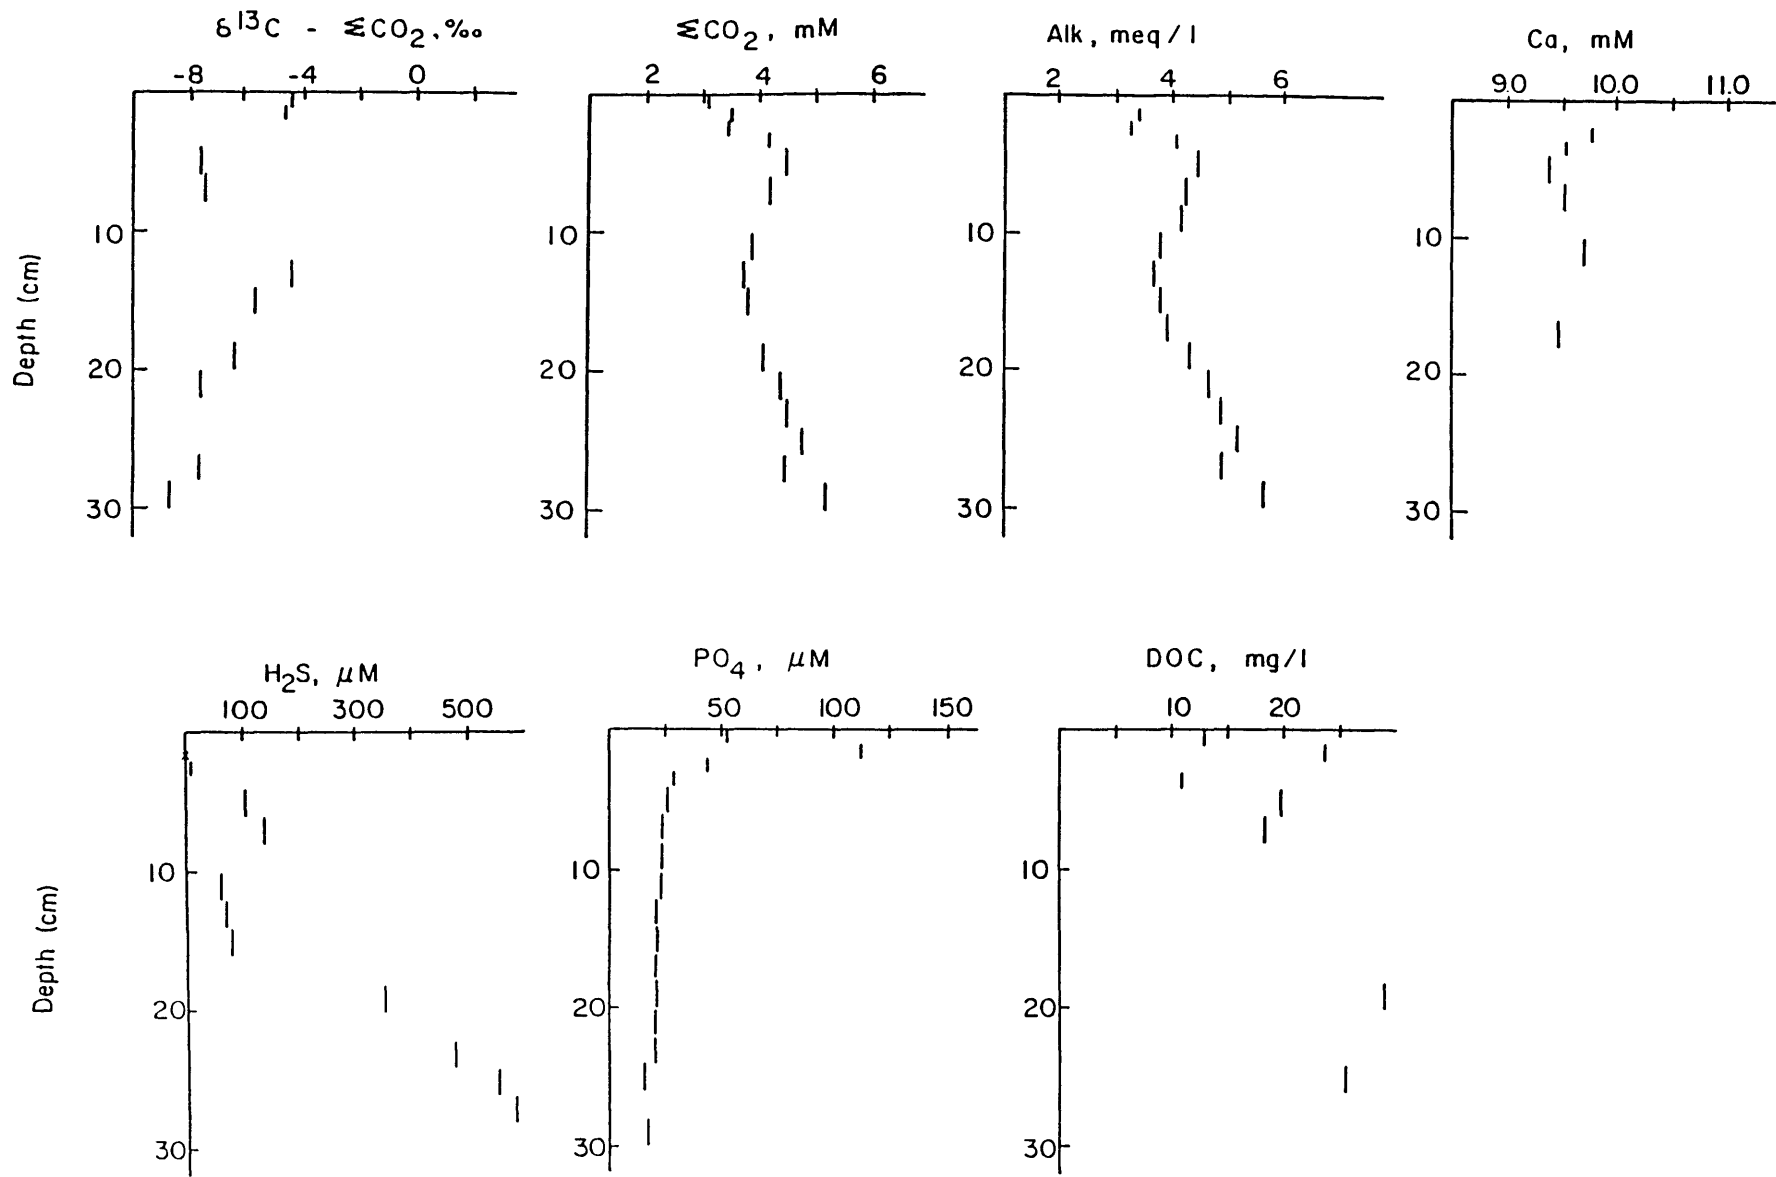 δ13C - ΣCO2,‰
-8 -4 0
10
20
30
Depth (cm)
ΣCO2, mM
2 4 6
10
20
30
Alk, meq/l
2 4 6
10
20
30
Ca, mM
9.0 10.0 11.0
10
20
30
H2S, μM
100 300 500
10
20
30
Depth (cm)
PO4, μM
50 100 150
10
20
30
DOC, mg/l
10 20
10
20
30